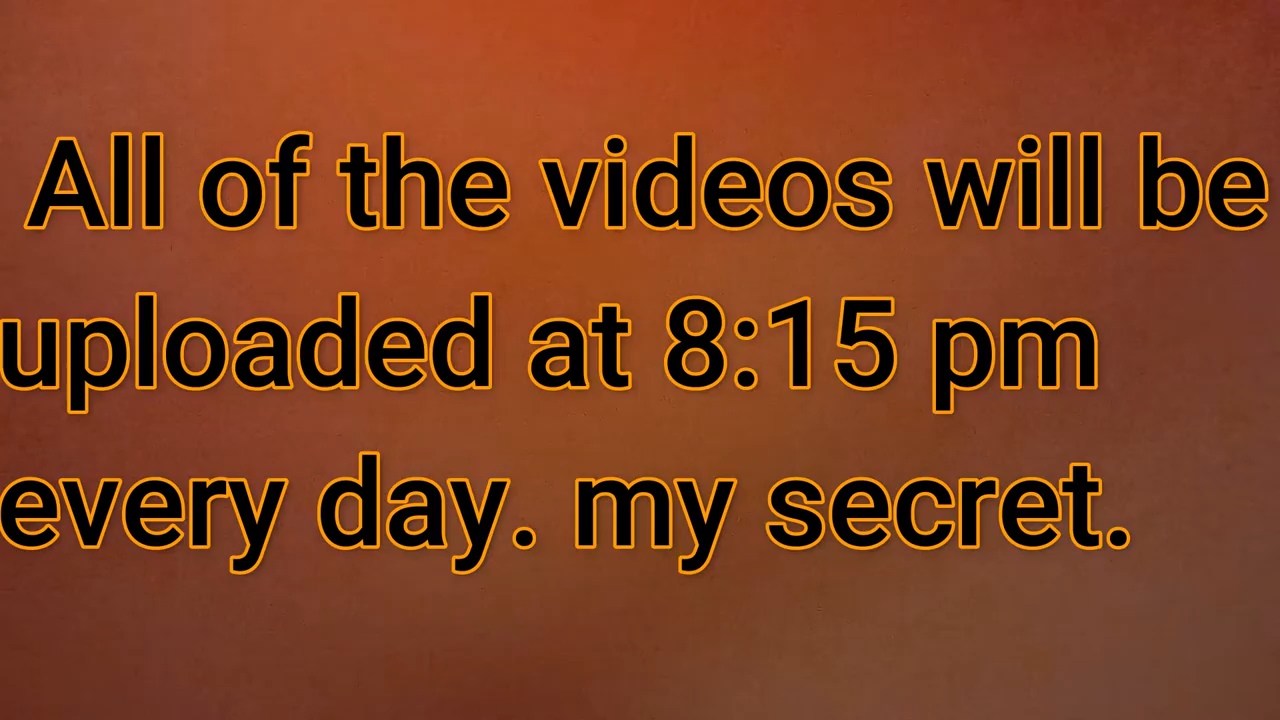 All of the videos will be
uploaded at 8:15 pm
every day. my secret.